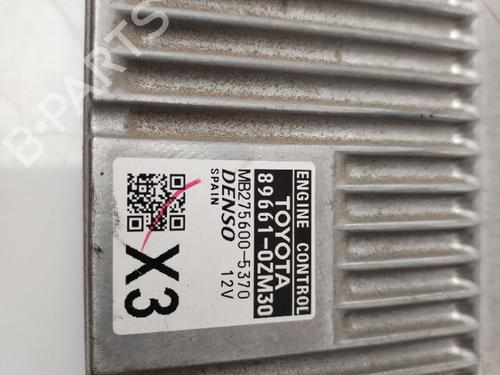 ENGINE CONTROL
TOYOTA
89661-0ZM30
MB275600-5370
DENSO 12V
SPAIN
X3
B-PARTS